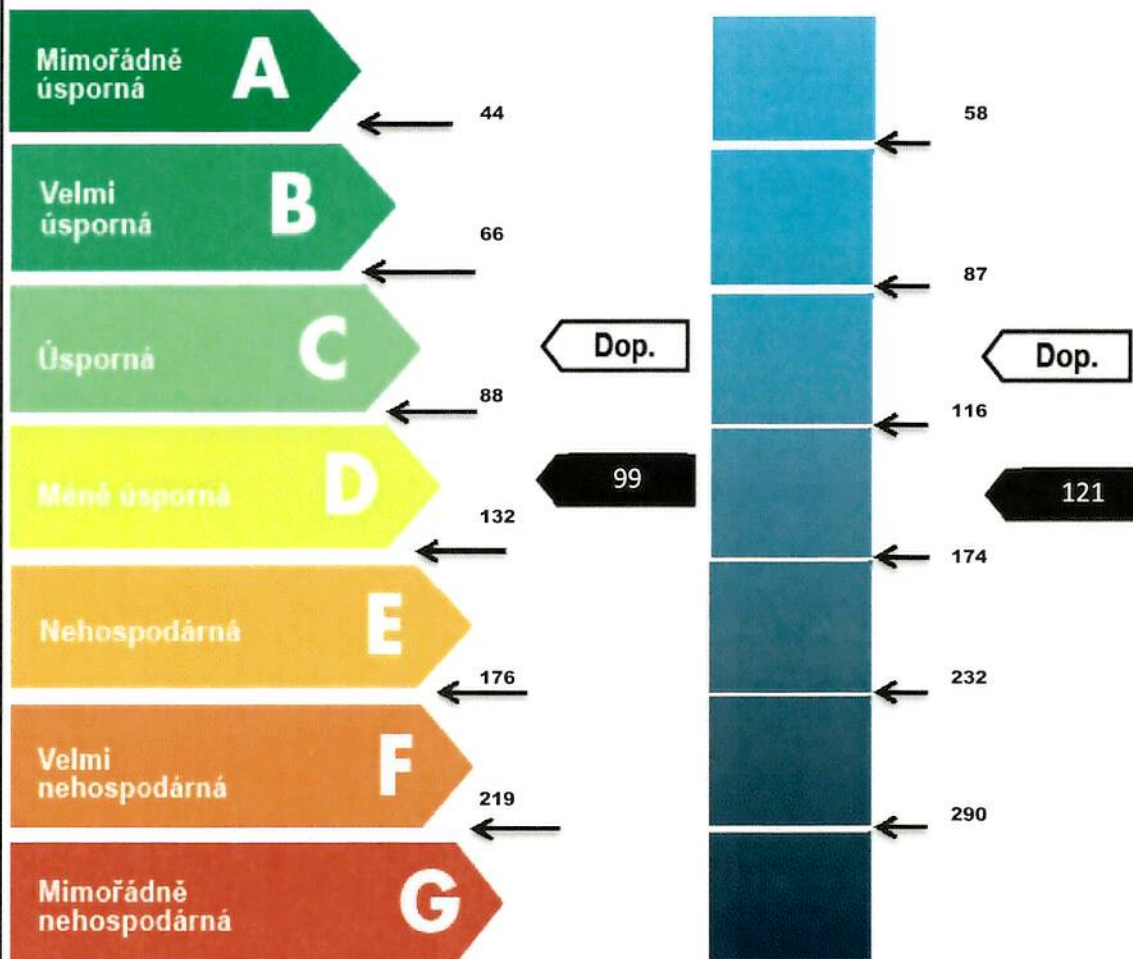 Mimořádně
úsporná
A
44
58
Velmi
úsporná
B
66
87
Úsporná
C
Dop.
Dop.
88
116
Méně úsporná
D
99
121
132
174
Nehospodárná
E
176
232
Velmi
nehospodárná
F
219
290
Mimořádně
nehospodárná
G